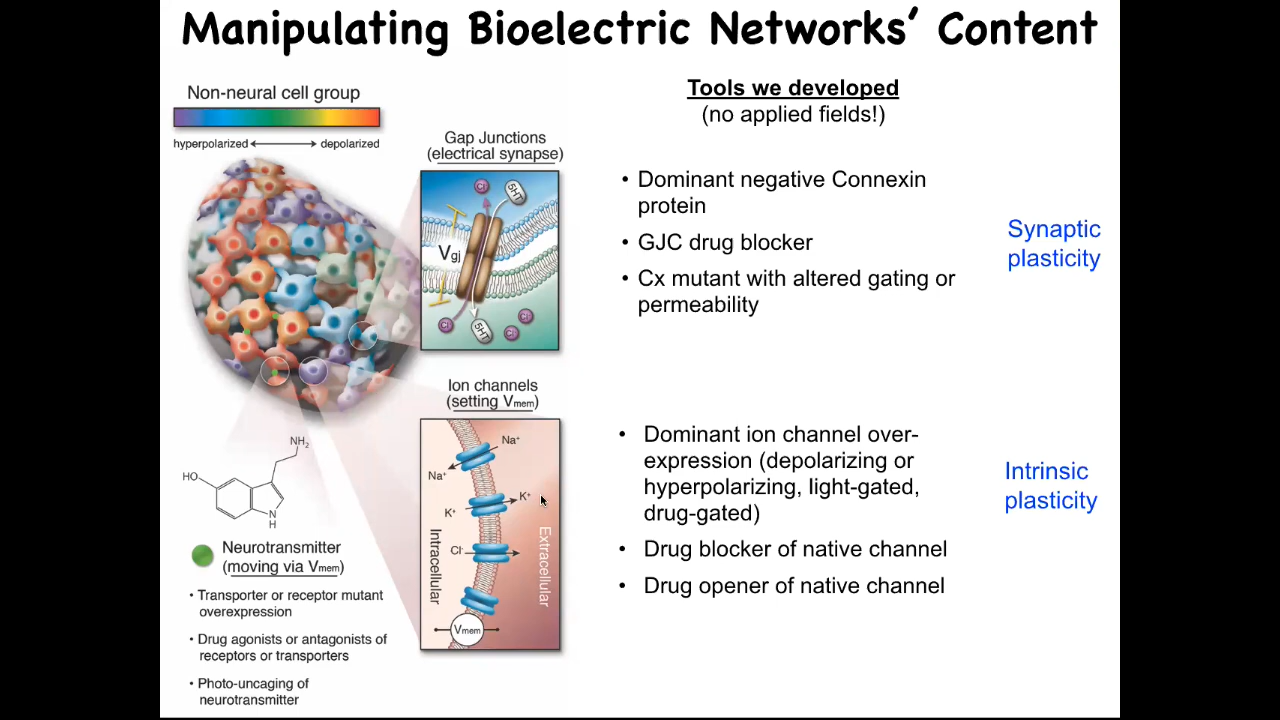 Manipulating Bioelectric Networks' Content
Non-neural cell group
hyperpolarized
depolarized
Gap Junctions
(electrical synapse)
Cl
5HT
Vgj
Cl
5HT
Cl
Cl
Ion channels
(setting Vmem)
Na⁺
Na⁺
K⁺
K⁺
Cl⁻
Intracellular
Extracellular
Vmem
NH₂
HO
N
H
Neurotransmitter
(moving via Vmem)
• Transporter or receptor mutant
overexpression
• Drug agonists or antagonists of
receptors or transporters
• Photo-uncaging of
neurotransmitter
Tools we developed
(no applied fields!)
• Dominant negative Connexin
protein
• GJC drug blocker
• Cx mutant with altered gating or
permeability
Synaptic
plasticity
• Dominant ion channel over-
expression (depolarizing or
hyperpolarizing, light-gated,
drug-gated)
• Drug blocker of native channel
• Drug opener of native channel
Intrinsic
plasticity